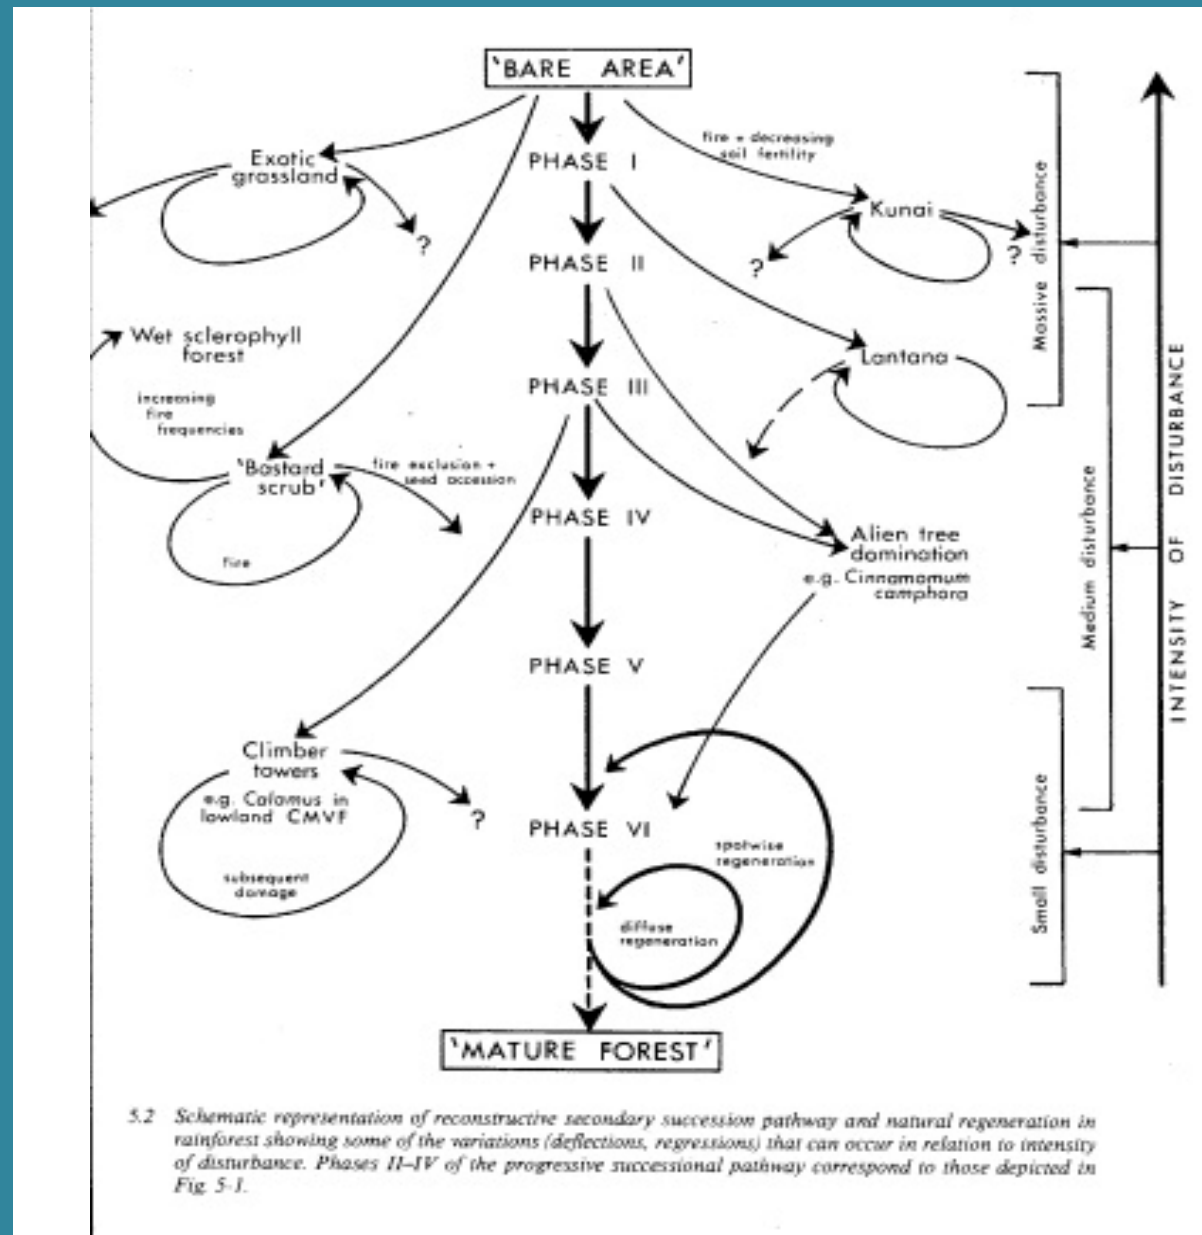 'BARE AREA'
fire + decreasing
soil fertility
Exotic
grassland
PHASE I
Kunai
?
?
?
PHASE II
Wet sclerophyll
forest
Lantana
increasing
fire
frequencies
PHASE III
'Bastard
scrub'
fire exclusion +
seed accession
fire
PHASE IV
Alien tree
domination
e.g. Cinnamomum
camphora
PHASE V
Climber
towers
e.g. Calamus in
lowland CMVF
subsequent
damage
?
PHASE VI
spotwise
regeneration
diffuse
regeneration
'MATURE FOREST'
Massive disturbance
Medium disturbance
Small disturbance
INTENSITY OF DISTURBANCE
5.2 Schematic representation of reconstructive secondary succession pathway and natural regeneration in
rainforest showing some of the variations (deflections, regressions) that can occur in relation to intensity
of disturbance. Phases II–IV of the progressive successional pathway correspond to those depicted in
Fig. 5-1.